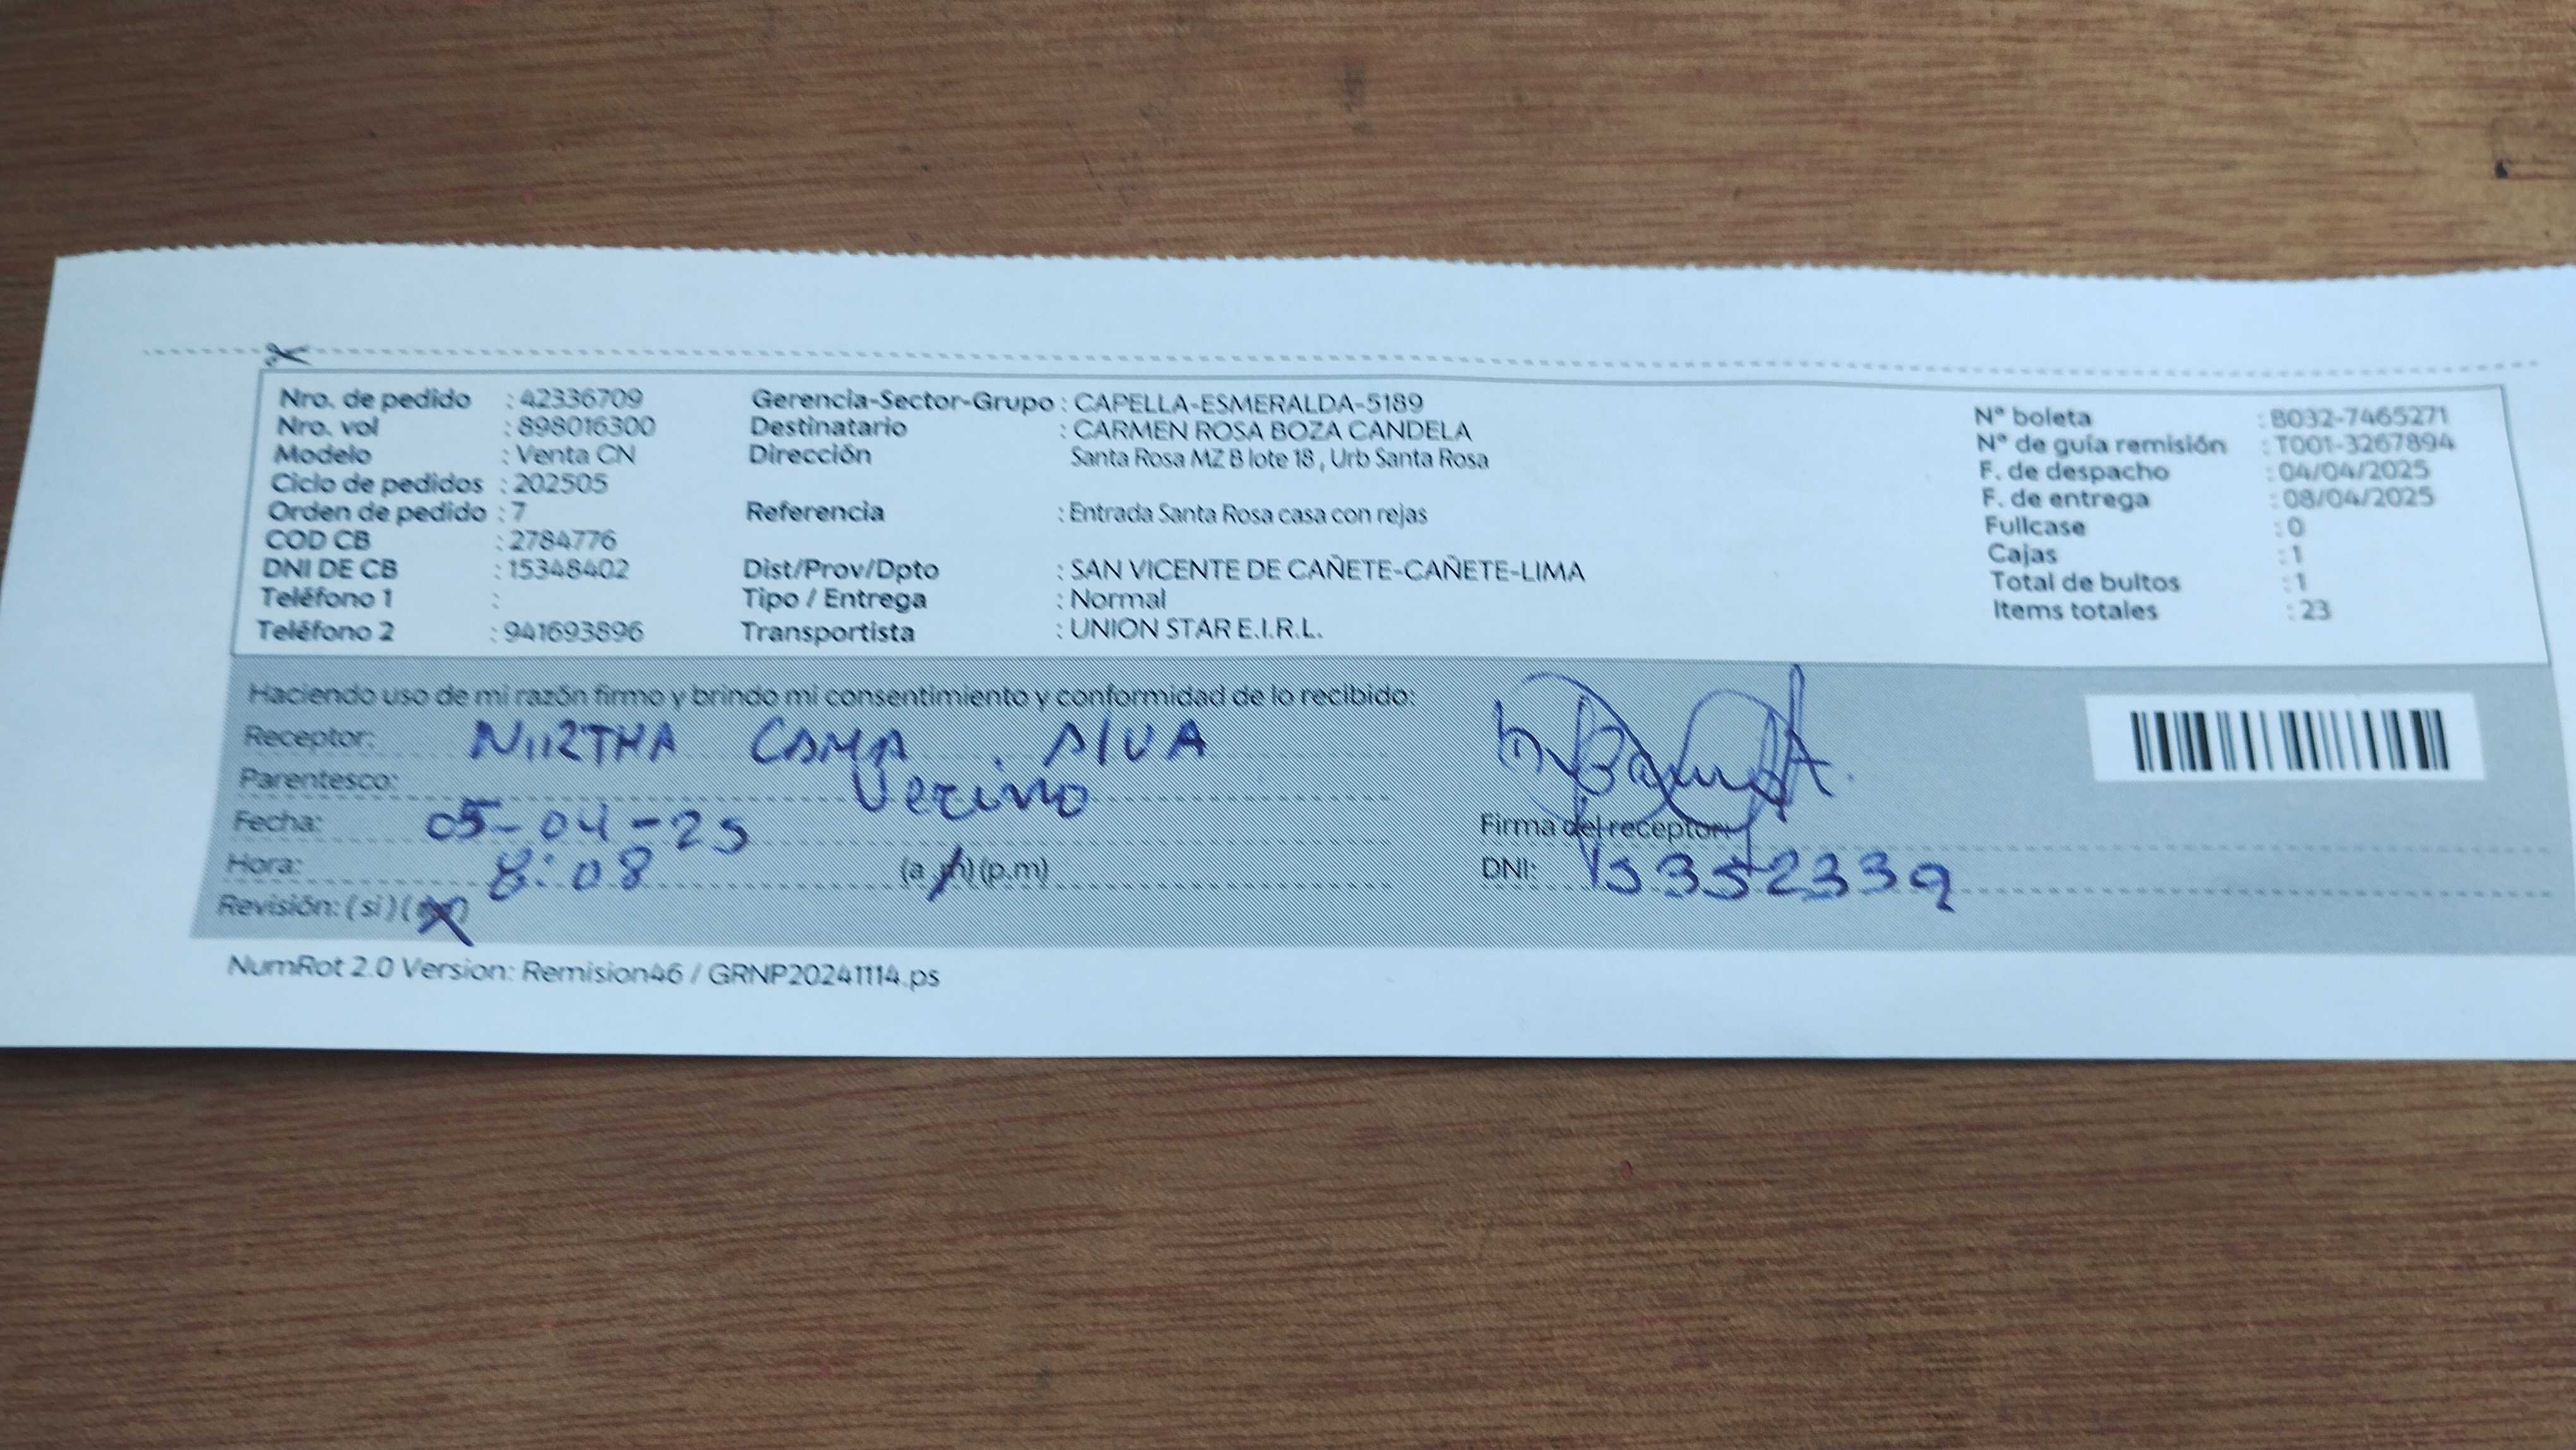 Nro. de pedido : 42336709
Nro. vol : 898016300
Modelo : Venta CN
Ciclo de pedidos : 202505
Orden de pedido : 7
COD CB : 2784776
DNI DE CB : 15348402
Teléfono 1 :
Teléfono 2 : 941693896
Gerencia-Sector-Grupo : CAPELLA-ESMERALDA-5189
Destinatario : CARMEN ROSA BOZA CANDELA
Dirección Santa Rosa MZ B lote 18 , Urb Santa Rosa
Referencia : Entrada Santa Rosa casa con rejas
Dist/Prov/Dpto : SAN VICENTE DE CAÑETE-CAÑETE-LIMA
Tipo / Entrega : Normal
Transportista : UNION STAR E.I.R.L.
N° boleta : B032-7465271
N° de guía remisión : T001-3267894
F. de despacho : 04/04/2025
F. de entrega : 08/04/2025
Fullcase : 0
Cajas : 1
Total de bultos : 1
Items totales : 23
Haciendo uso de mi razón firmo y brindo mi consentimiento y conformidad de lo recibido:
Receptor:
Parentesco: Vecino
Fecha: 05-04-25
Hora: 8:08 (a.m) (p.m)
Revisión: ( si ) (no)
Firma del receptor:
DNI: 15352339
NumRot 2.0 Version: Remision46 / GRNP20241114.ps